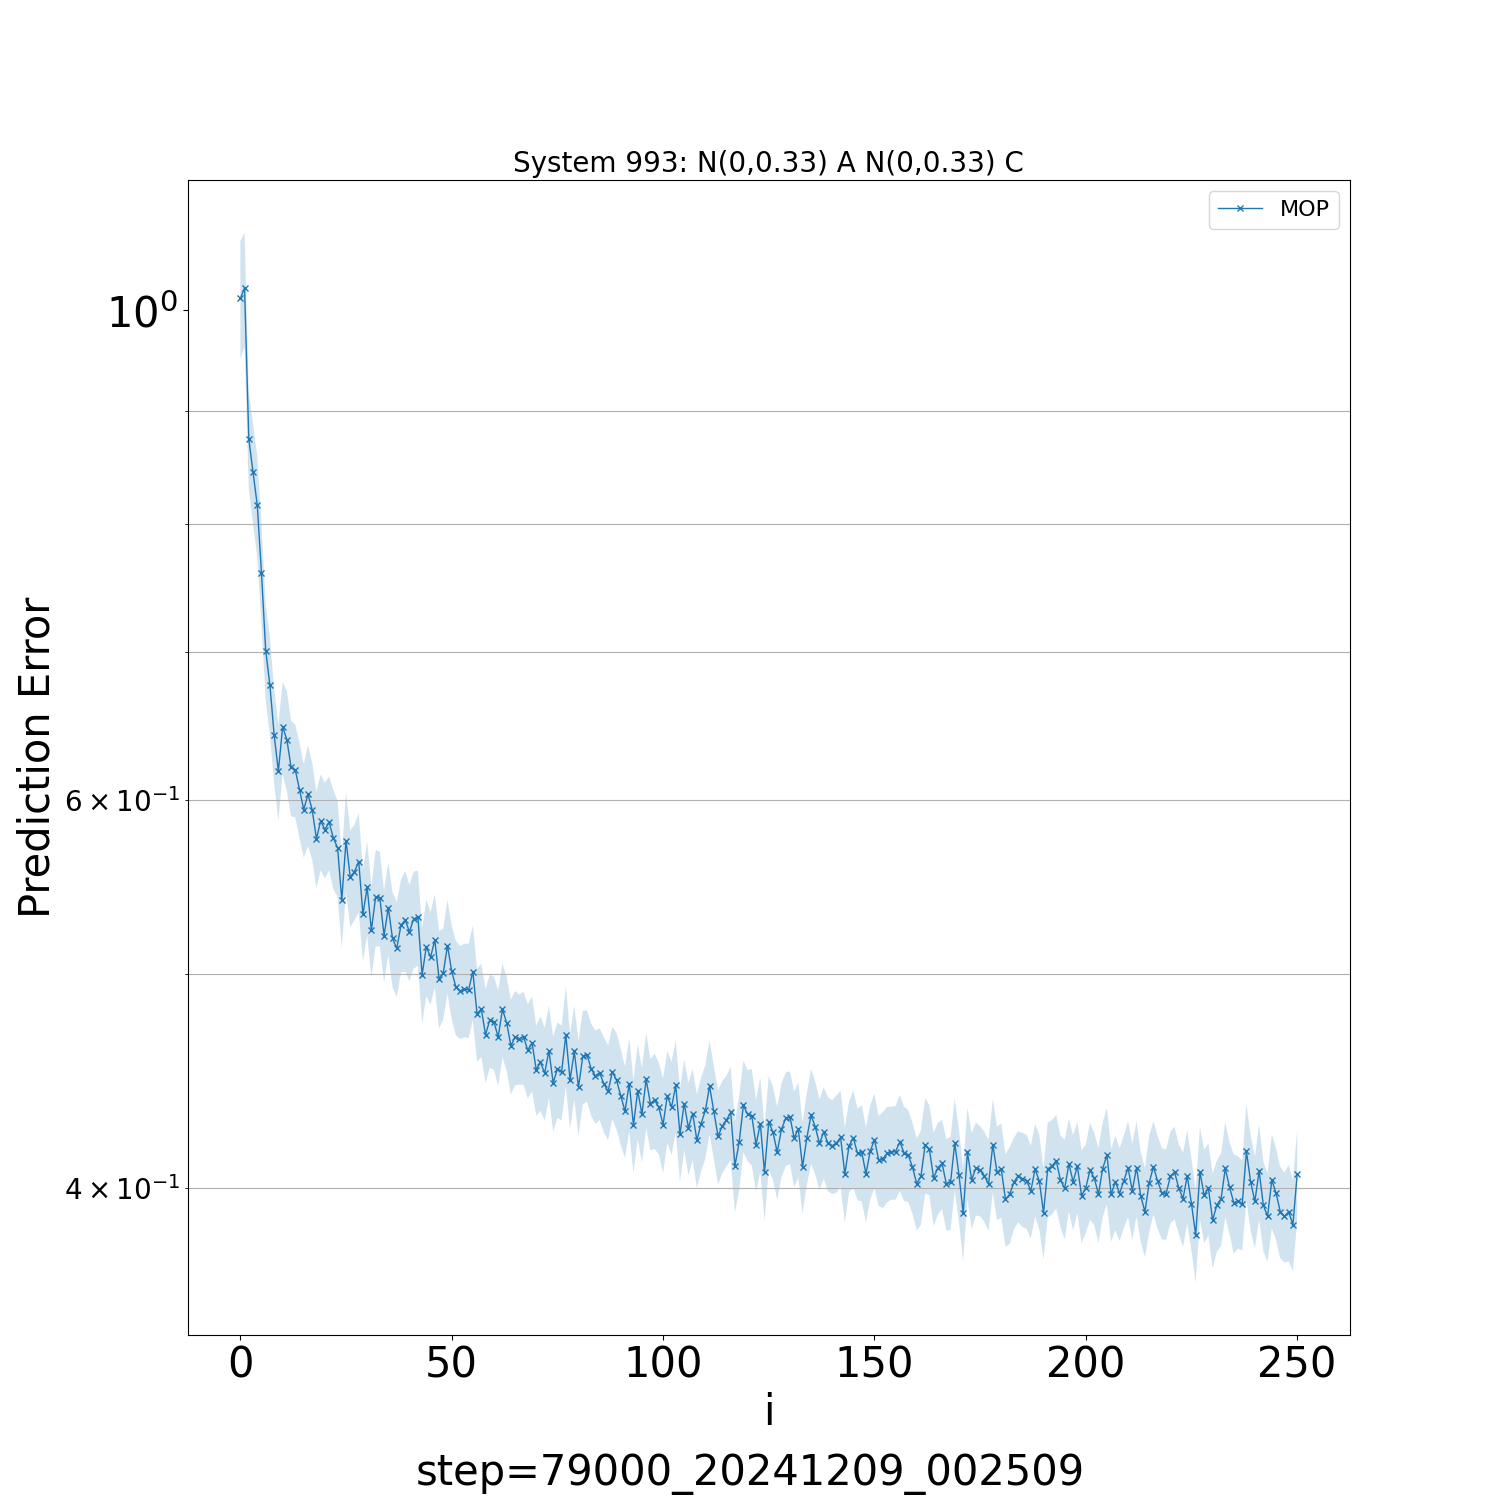 System 993: N(0,0.33) A N(0,0.33) C
MOP
10⁰
6 × 10⁻¹
4 × 10⁻¹
Prediction Error
0 50 100 150 200 250
i
step=79000_20241209_002509